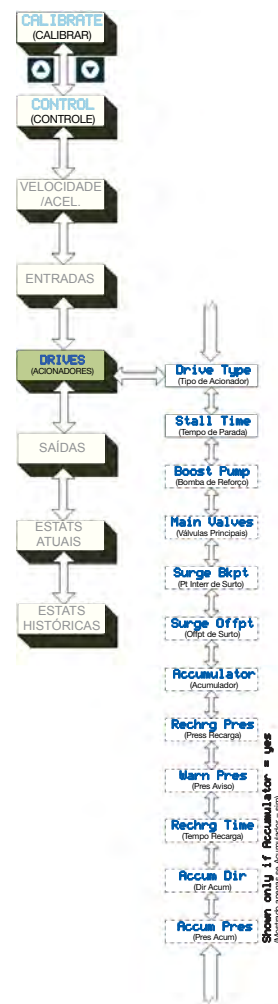 CALIBRATE
(CALIBRAR)
CONTROL
(CONTROLE)
VELOCIDADE
/ACEL.
ENTRADAS
DRIVES
(ACIONADORES)
SAÍDAS
ESTATS
ATUAIS
ESTATS
HISTÓRICAS
Drive Type
(Tipo de Acionador)
Stall Time
(Tempo de Parada)
Boost Pump
(Bomba de Reforço)
Main Valves
(Válvulas Principais)
Surge Bkpt
(Pt Interr de Surto)
Surge Offpt
(Offpt de Surto)
Accumulator
(Acumulador)
Rechrg Pres
(Press Recarga)
Warn Pres
(Pres Aviso)
Rechrg Time
(Tempo Recarga)
Accum Dir
(Dir Acum)
Accum Pres
(Pres Acum)
Shown only if Accumulator = yes